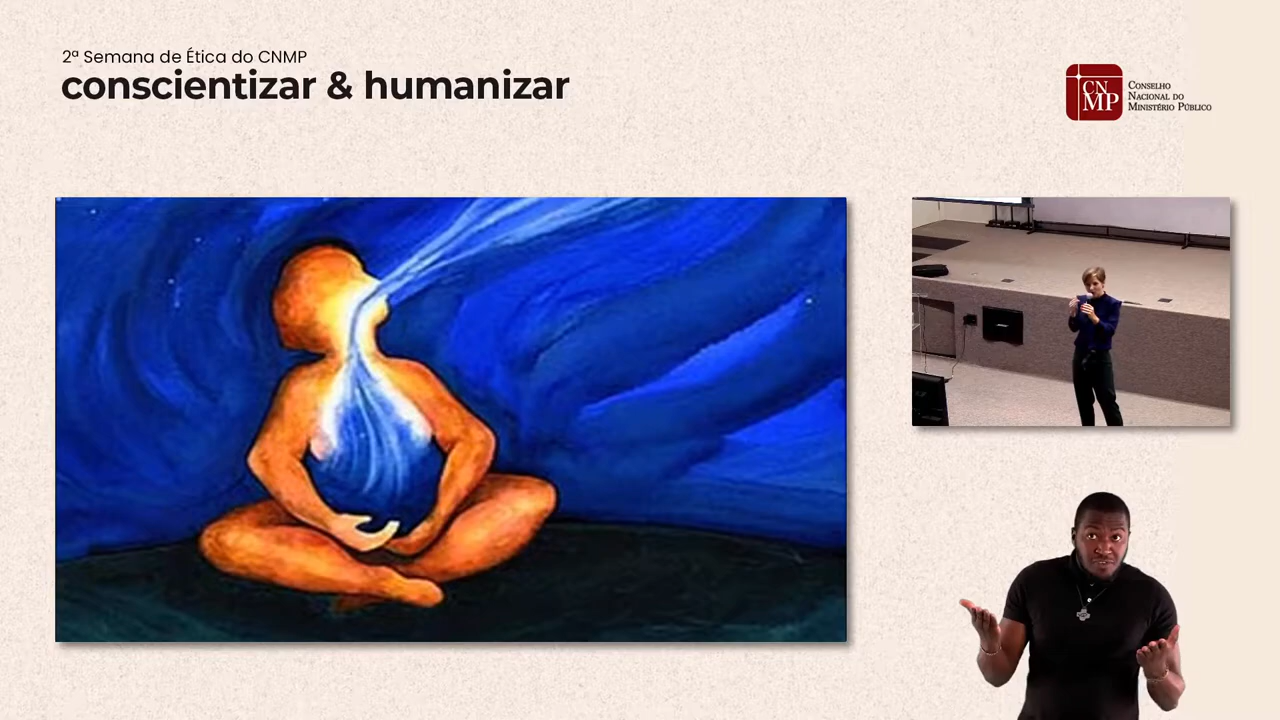 2ª Semana de Ética do CNMP
conscientizar & humanizar
CN
MP
Conselho
Nacional do
Ministério Público